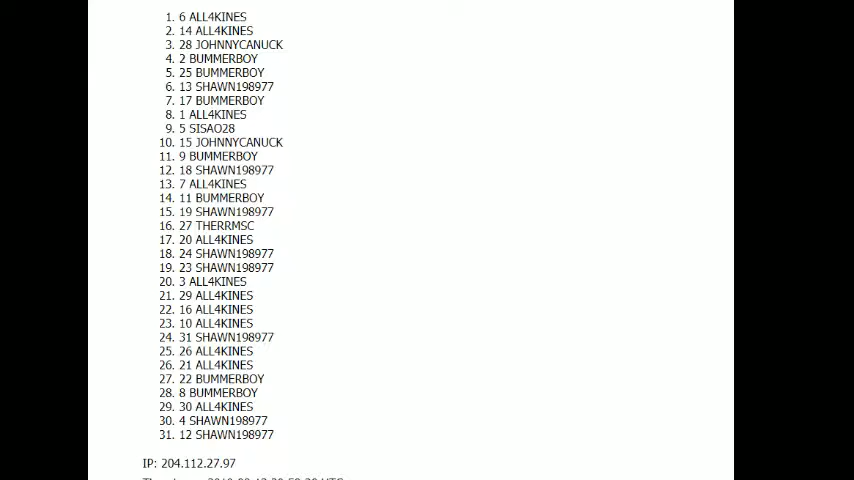 1. 6 ALL4KINES
2. 14 ALL4KINES
3. 28 JOHNNYCANUCK
4. 2 BUMMERBOY
5. 25 BUMMERBOY
6. 13 SHAWN198977
7. 17 BUMMERBOY
8. 1 ALL4KINES
9. 5 SISAO28
10. 15 JOHNNYCANUCK
11. 9 BUMMERBOY
12. 18 SHAWN198977
13. 7 ALL4KINES
14. 11 BUMMERBOY
15. 19 SHAWN198977
16. 27 THERRMSC
17. 20 ALL4KINES
18. 24 SHAWN198977
19. 23 SHAWN198977
20. 3 ALL4KINES
21. 29 ALL4KINES
22. 16 ALL4KINES
23. 10 ALL4KINES
24. 31 SHAWN198977
25. 26 ALL4KINES
26. 21 ALL4KINES
27. 22 BUMMERBOY
28. 8 BUMMERBOY
29. 30 ALL4KINES
30. 4 SHAWN198977
31. 12 SHAWN198977
IP: 204.112.27.97